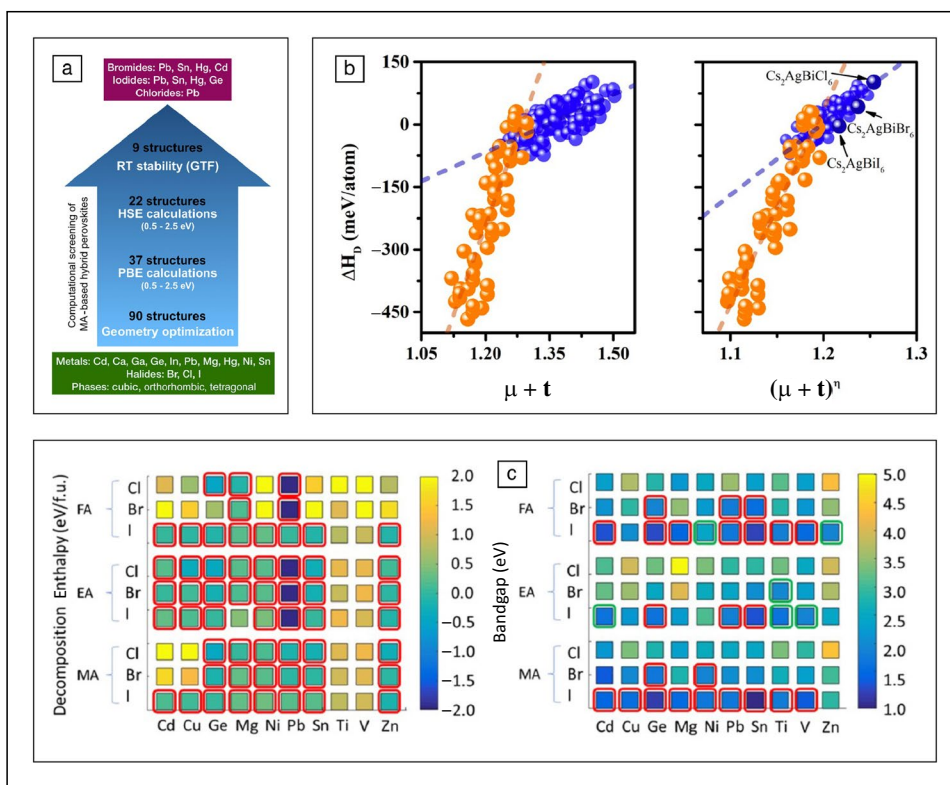 a
Bromides: Pb, Sn, Hg, Cd
Iodides: Pb, Sn, Hg, Ge
Chlorides: Pb
9 structures
RT stability (GTF)
22 structures
HSE calculations
(0.5 - 2.5 eV)
37 structures
PBE calculations
(0.5 - 2.5 eV)
90 structures
Geometry optimization
Computational screening of
MA-based hybrid perovskites
Metals: Cd, Ca, Ga, Ge, In, Pb, Mg, Hg, Ni, Sn
Halides: Br, Cl, I
Phases: cubic, orthorhombic, tetragonal
b
ΔH_D (meV/atom)
150
0
−150
−300
−450
1.05 1.20 1.35 1.50
μ + t
Cs₂AgBiCl₆
Cs₂AgBiBr₆
Cs₂AgBiI₆
1.1 1.2 1.3
(μ + t)^η
Decomposition Enthalpy (eV/f.u.)
FA
Cl
Br
I
EA
Cl
Br
I
MA
Cl
Br
I
Cd Cu Ge Mg Ni Pb Sn Ti V Zn
2.0
1.5
1.0
0.5
0.0
−0.5
−1.0
−1.5
−2.0
c
Bandgap (eV)
FA
Cl
Br
I
EA
Cl
Br
I
MA
Cl
Br
I
Cd Cu Ge Mg Ni Pb Sn Ti V Zn
5.0
4.5
4.0
3.5
3.0
2.5
2.0
1.5
1.0